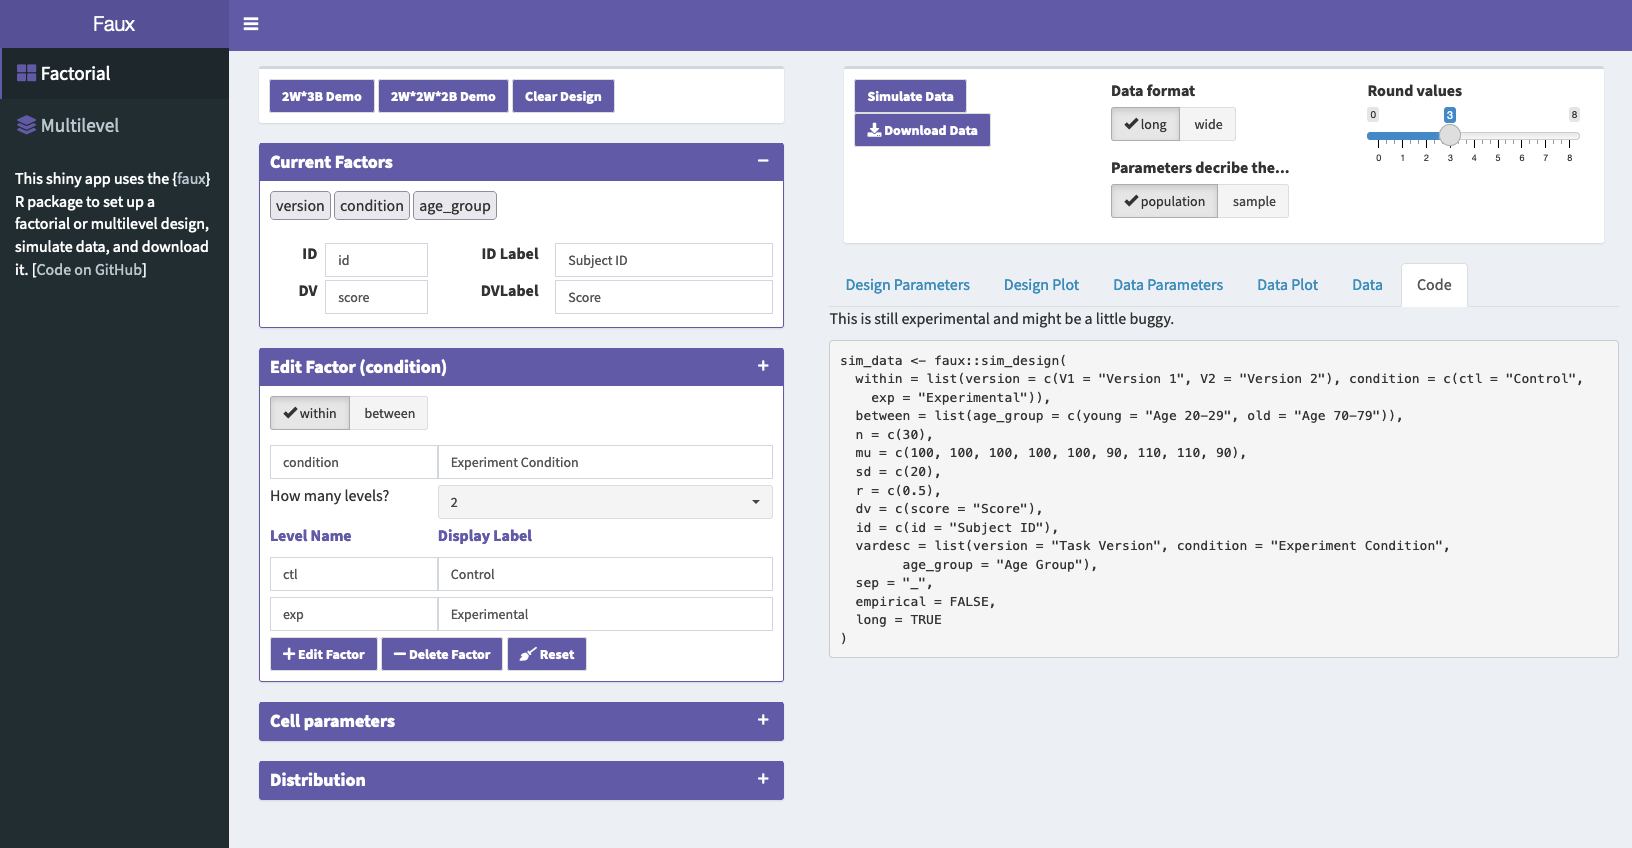 Faux
Factorial
Multilevel
This shiny app uses the {faux}
R package to set up a
factorial or multilevel design,
simulate data, and download
it. [Code on GitHub]
2W*3B Demo
2W*2W*2B Demo
Clear Design
Current Factors
version condition age_group
ID id ID Label Subject ID
DV score DVLabel Score
Edit Factor (condition)
within between
condition Experiment Condition
How many levels? 2
Level Name Display Label
ctl Control
exp Experimental
Edit Factor Delete Factor Reset
Cell parameters
Distribution
Simulate Data
Download Data
Data format
long wide
Parameters decribe the...
population sample
Round values
0 3 8
0 1 2 3 4 5 6 7 8
Design Parameters Design Plot Data Parameters Data Plot Data Code
This is still experimental and might be a little buggy.
sim_data <- faux::sim_design(
  within = list(version = c(V1 = "Version 1", V2 = "Version 2"), condition = c(ctl = "Control",
    exp = "Experimental")),
  between = list(age_group = c(young = "Age 20-29", old = "Age 70-79")),
  n = c(30),
  mu = c(100, 100, 100, 100, 100, 90, 110, 110, 90),
  sd = c(20),
  r = c(0.5),
  dv = c(score = "Score"),
  id = c(id = "Subject ID"),
  vardesc = list(version = "Task Version", condition = "Experiment Condition",
        age_group = "Age Group"),
  sep = "_",
  empirical = FALSE,
  long = TRUE
)